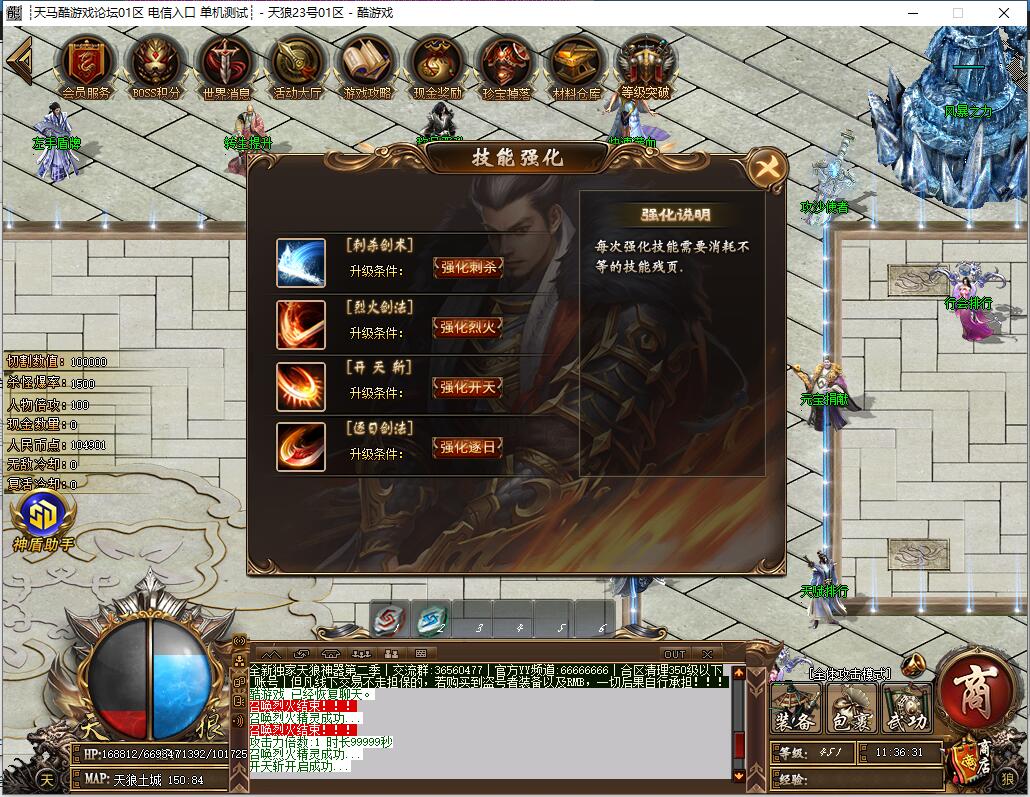 天马酷游戏论坛01区 电信入口 单机测试 - 天狼23号01区 - 酷游戏
会员服务 BOSS积分 世界消息 活动大厅 游戏攻略 现金奖励 珍宝掉落 材料仓库 等级突破
风暴之力
左手盾牌 转生提升
攻沙使者
技能强化
强化说明
每次强化技能需要消耗不
等的技能残页.
[刺杀剑术]
升级条件: 强化刺杀
[烈火剑法]
升级条件: 强化烈火
[开 天 斩]
升级条件: 强化开天
[逐日剑法]
升级条件: 强化逐日
行会排行
元宝捐献
天赋排行
切割数值: 100000
杀怪爆率: 1500
人物倍攻: 100
现金数量: 0
人民币点: 104901
无敌冷却: 0
复活冷却: 0
神盾助手
2 3 4 5 6
OUT
全新独家天狼神器第二季|交流群:36560477|官方YY频道:66666666|合区清理350级以下
账号|但凡线下交易不走担保的,若购买到盗号者装备以及RMB,一切后果自行承担!!!
酷游戏 已经恢复聊天。
召唤烈火结束!!!
召唤烈火精灵成功...
召唤烈火结束!!!
攻击力倍数:1 时长99999秒
召唤烈火精灵成功...
开天斩开启成功...
天 狼
HP:168812/
MAP: 天狼土城 150:84
天
[全体攻击模式]
装备 包裹 武功
商
等级: 451 11:36:31
经验:
商店
狼